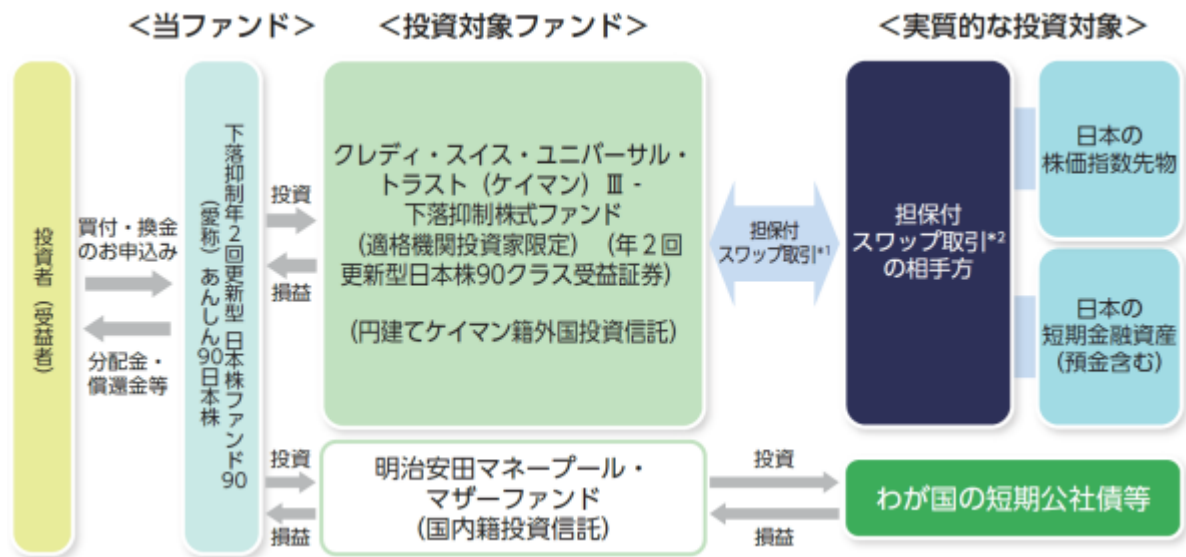 ＜当ファンド＞
＜投資対象ファンド＞
＜実質的な投資対象＞
投資者（受益者）
買付・換金
のお申込み
分配金・
償還金等
下落抑制年２回更新型 日本株ファンド90
（愛称）あんしん90日本株
投資
損益
クレディ・スイス・ユニバーサル・
トラスト（ケイマン）Ⅲ -
下落抑制株式ファンド
（適格機関投資家限定）（年２回
更新型日本株90クラス受益証券）
（円建てケイマン籍外国投資信託）
担保付
スワップ取引*1
担保付
スワップ取引*2
の相手方
日本の
株価指数先物
日本の
短期金融資産
（預金含む）
投資
損益
明治安田マネープール・
マザーファンド
（国内籍投資信託）
投資
損益
わが国の短期公社債等